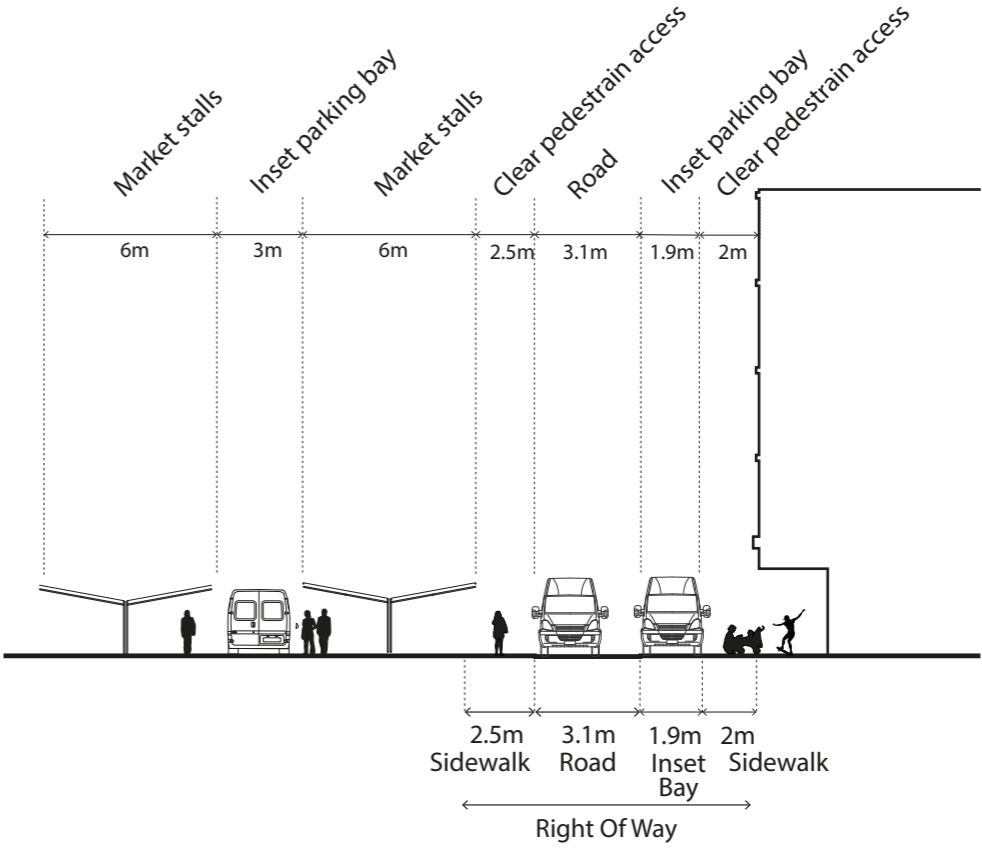 Market stalls
Inset parking bay
Market stalls
Clear pedestrain access
Road
Inset parking bay
Clear pedestrain access
6m
3m
6m
2.5m
3.1m
1.9m
2m
2.5m
Sidewalk
3.1m
Road
1.9m
Inset
Bay
2m
Sidewalk
Right Of Way